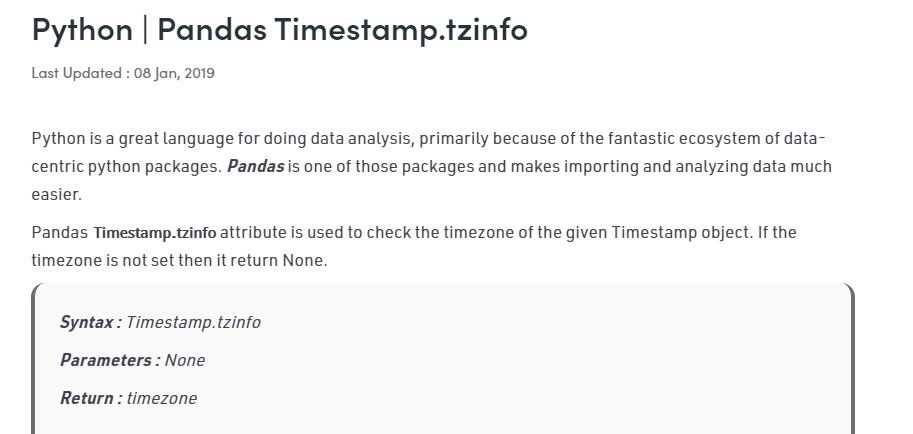 Python | Pandas Timestamp.tzinfo
Last Updated : 08 Jan, 2019
Python is a great language for doing data analysis, primarily because of the fantastic ecosystem of data-
centric python packages. Pandas is one of those packages and makes importing and analyzing data much
easier.
Pandas Timestamp.tzinfo attribute is used to check the timezone of the given Timestamp object. If the
timezone is not set then it return None.
Syntax : Timestamp.tzinfo
Parameters : None
Return : timezone